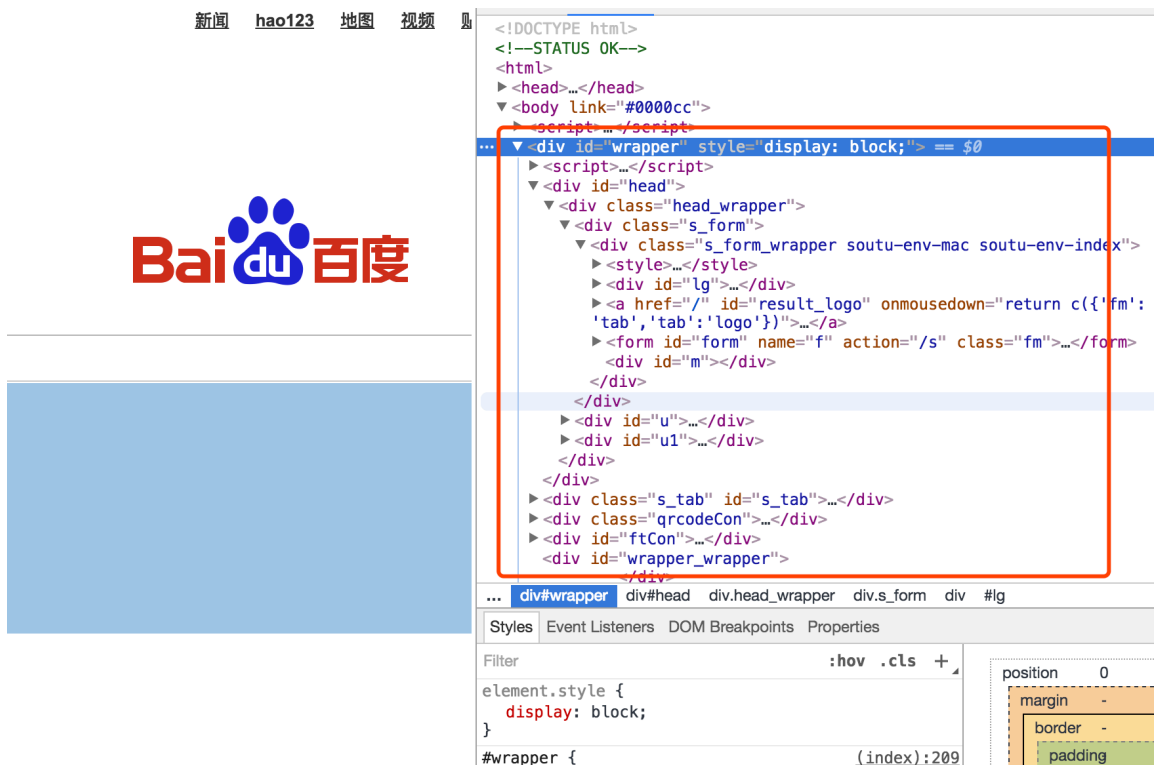 新闻 hao123 地图 视频
Baidu百度
<!DOCTYPE html>
<!--STATUS OK-->
<html>
▶<head>…</head>
▼<body link="#0000cc">
▶<script>…</script>
… ▼<div id="wrapper" style="display: block;"> == $0
▶<script>…</script>
▼<div id="head">
▼<div class="head_wrapper">
▼<div class="s_form">
▼<div class="s_form_wrapper soutu-env-mac soutu-env-index">
▶<style>…</style>
▶<div id="lg">…</div>
▶<a href="/" id="result_logo" onmousedown="return c({'fm':
'tab','tab':'logo'})">…</a>
▶<form id="form" name="f" action="/s" class="fm">…</form>
<div id="m"></div>
</div>
</div>
▶<div id="u">…</div>
▶<div id="u1">…</div>
</div>
</div>
▶<div class="s_tab" id="s_tab">…</div>
▶<div class="qrcodeCon">…</div>
▶<div id="ftCon">…</div>
<div id="wrapper_wrapper">
</div>
… div#wrapper div#head div.head_wrapper div.s_form div #lg
Styles Event Listeners DOM Breakpoints Properties
Filter :hov .cls +
element.style {
display: block;
}
#wrapper { (index):209
position 0
margin -
border -
padding